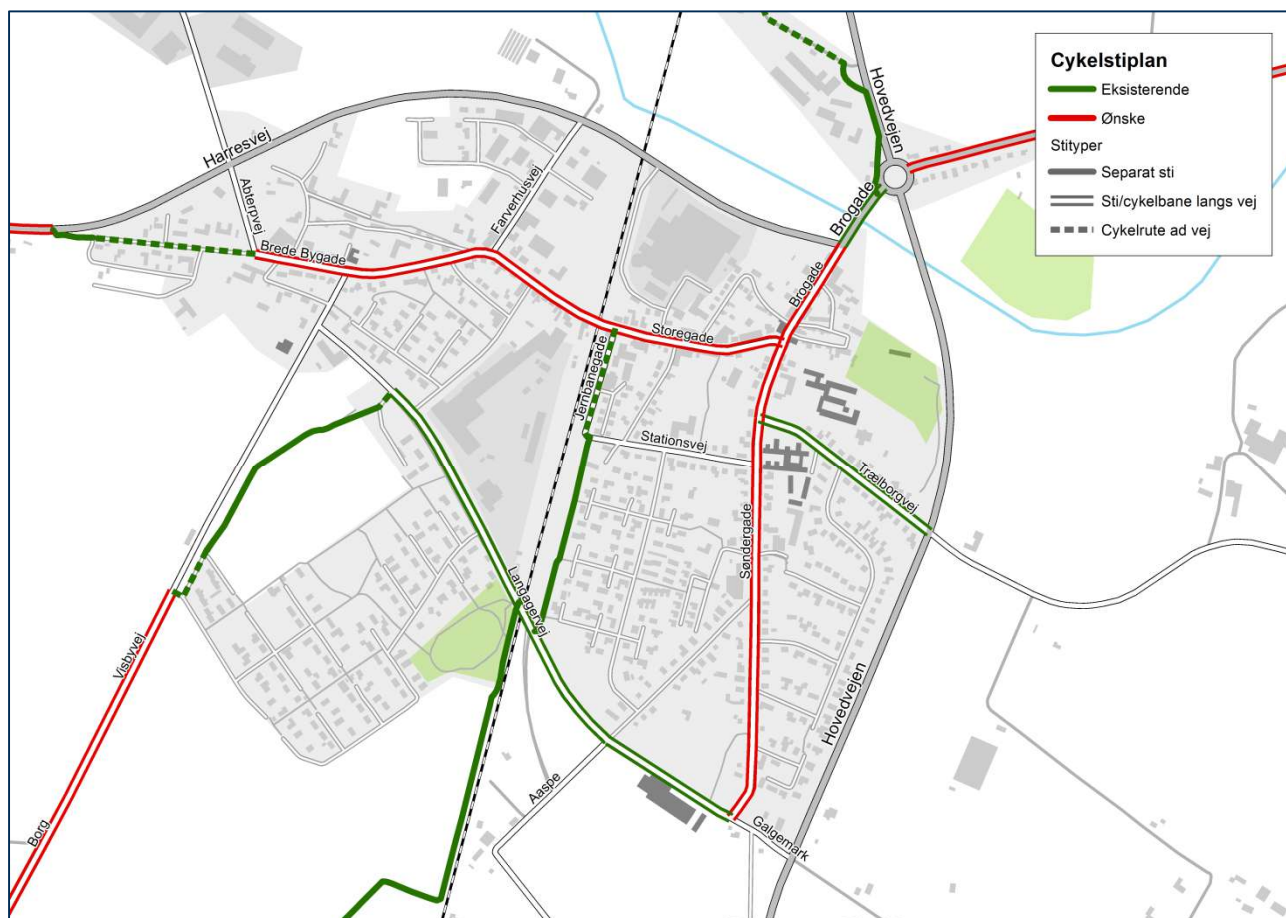 Cykelstiplan
Eksisterende
Ønske
Stityper
Separat sti
Sti/cykelbane langs vej
Cykelrute ad vej
Hovedvejen
Harresvej
Abterpvej
Farverhusvej
Brogade
Brede Bygade
Brogade
Storegade
Jernbanegade
Stationsvej
Trælborgvej
Søndergade
Langagervej
Visbyvej
Hovedvejen
Aaspe
Borg
Galgemark